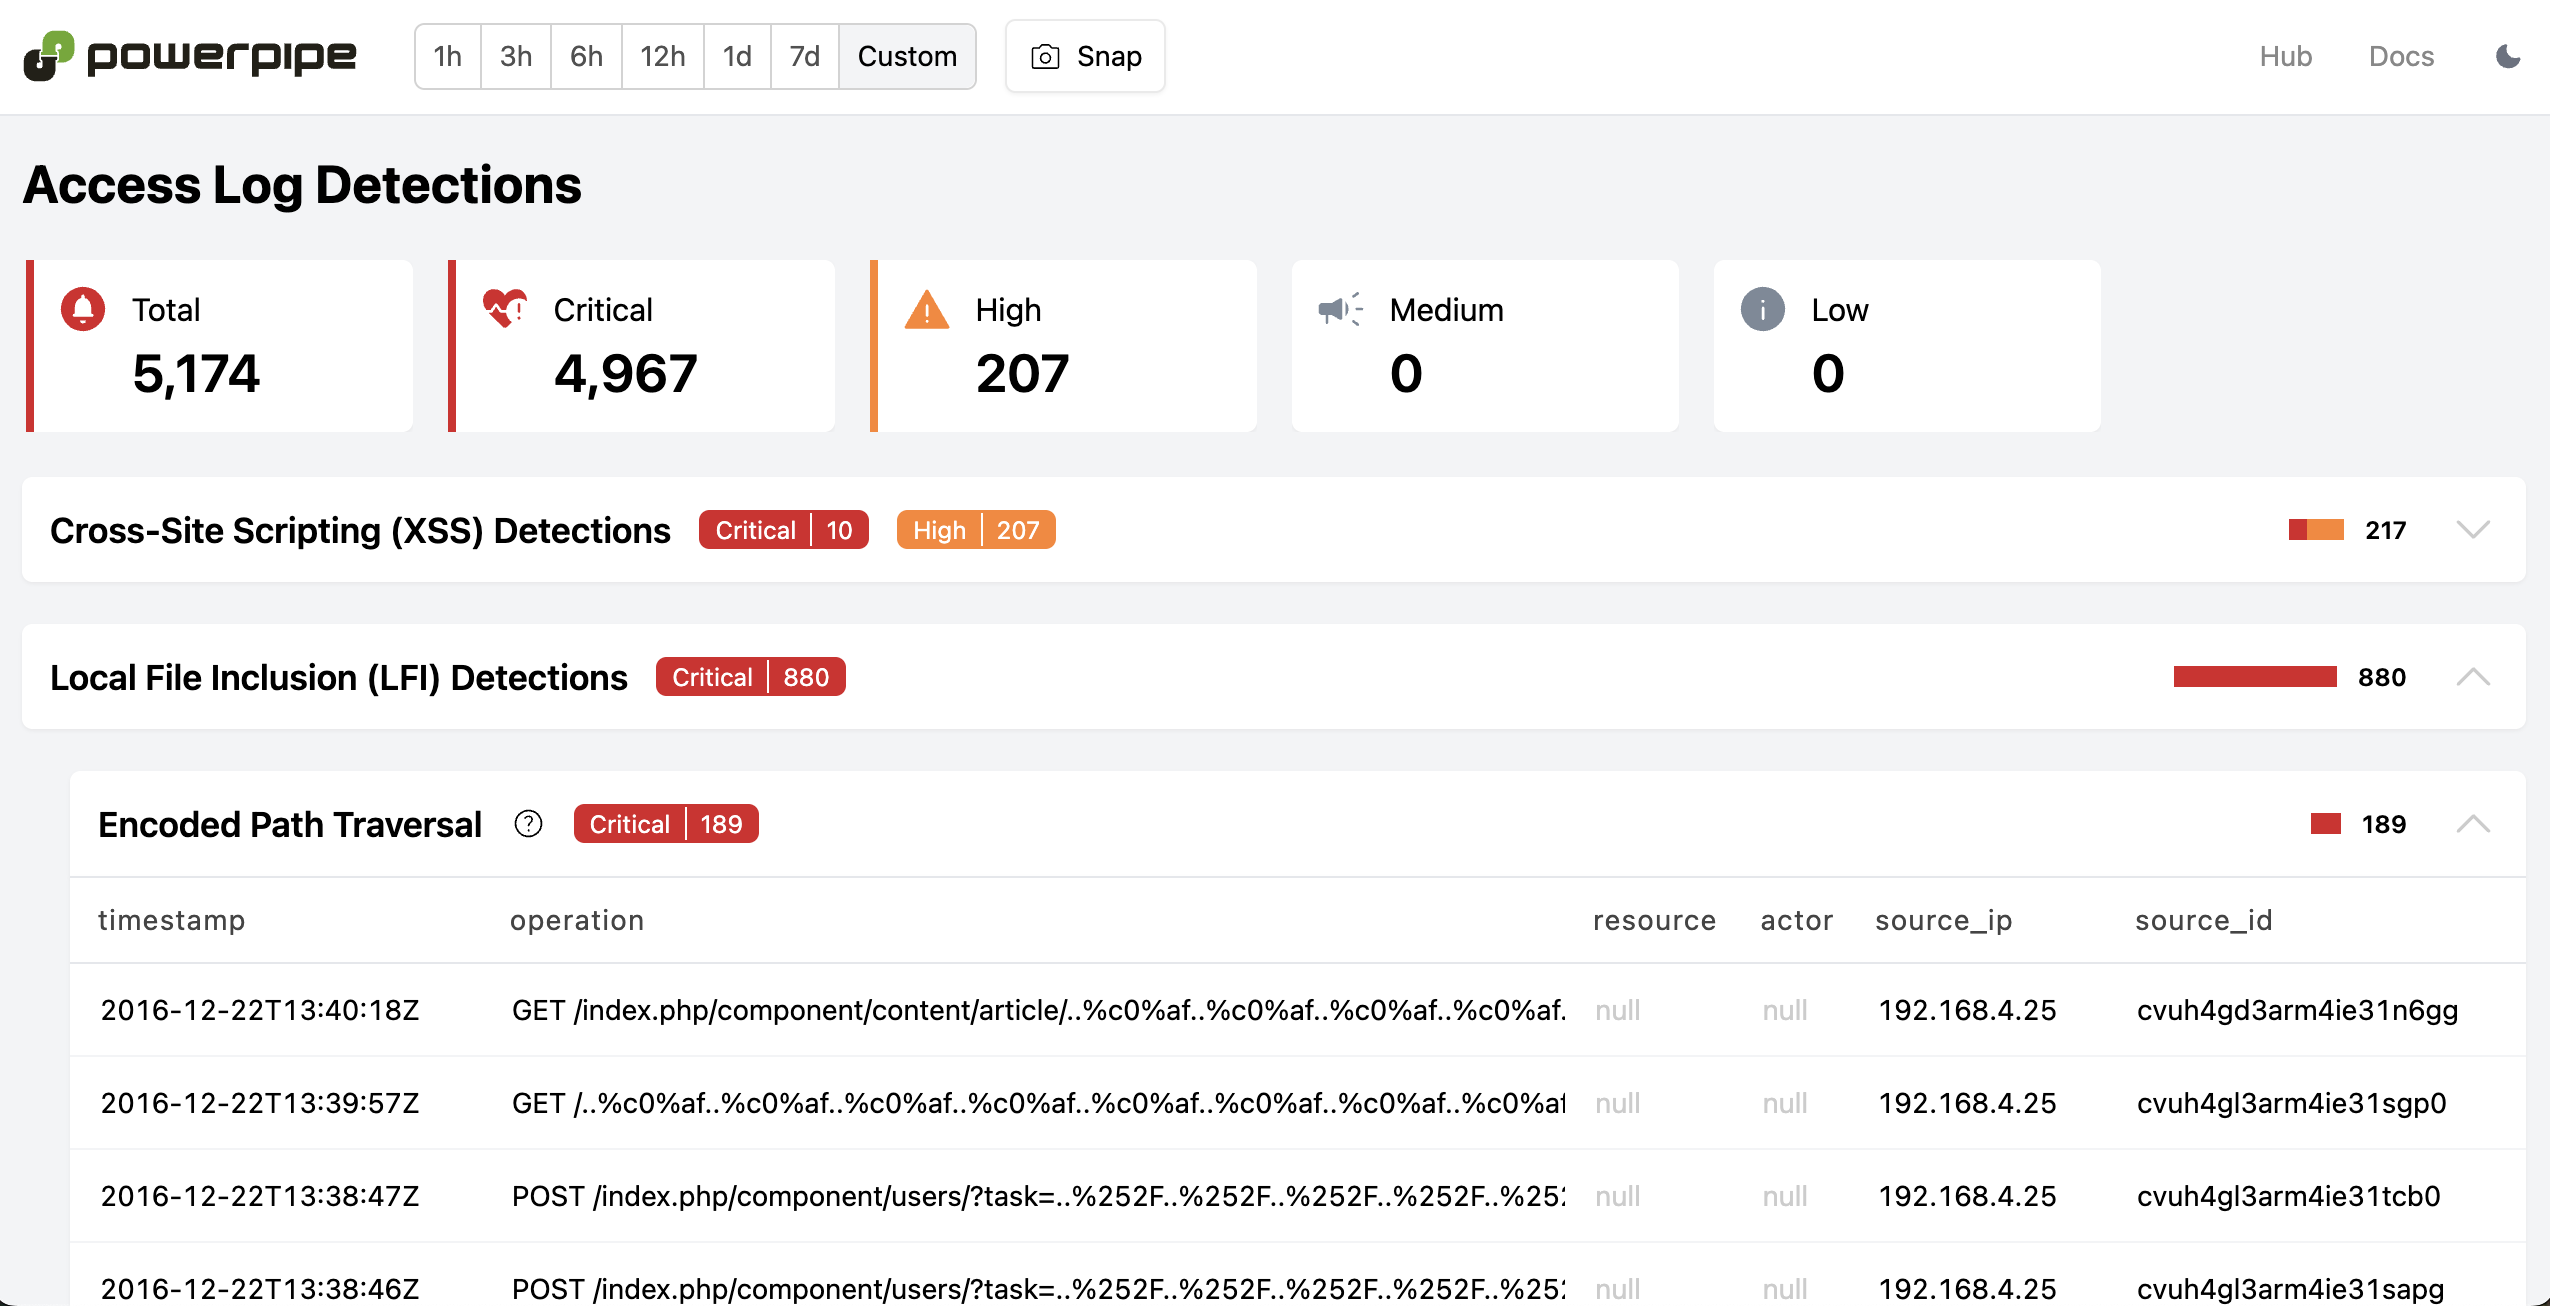 powerpipe 1h 3h 6h 12h 1d 7d Custom Snap Hub Docs
Access Log Detections
Total Critical High Medium Low
5,174 4,967 207 0 0
Cross-Site Scripting (XSS) Detections Critical 10 High 207 217
Local File Inclusion (LFI) Detections Critical 880 880
Encoded Path Traversal ? Critical 189 189
timestamp operation resource actor source_ip source_id
2016-12-22T13:40:18Z GET /index.php/component/content/article/..%c0%af..%c0%af..%c0%af..%c0%af. null null 192.168.4.25 cvuh4gd3arm4ie31n6gg
2016-12-22T13:39:57Z GET /..%c0%af..%c0%af..%c0%af..%c0%af..%c0%af..%c0%af..%c0%af..%c0%af null null 192.168.4.25 cvuh4gl3arm4ie31sgp0
2016-12-22T13:38:47Z POST /index.php/component/users/?task=..%252F..%252F..%252F..%252F..%252 null null 192.168.4.25 cvuh4gl3arm4ie31tcb0
2016-12-22T13:38:46Z POST /index.php/component/users/?task=..%252F..%252F..%252F..%252F..%252 null null 192.168.4.25 cvuh4gl3arm4ie31sapg